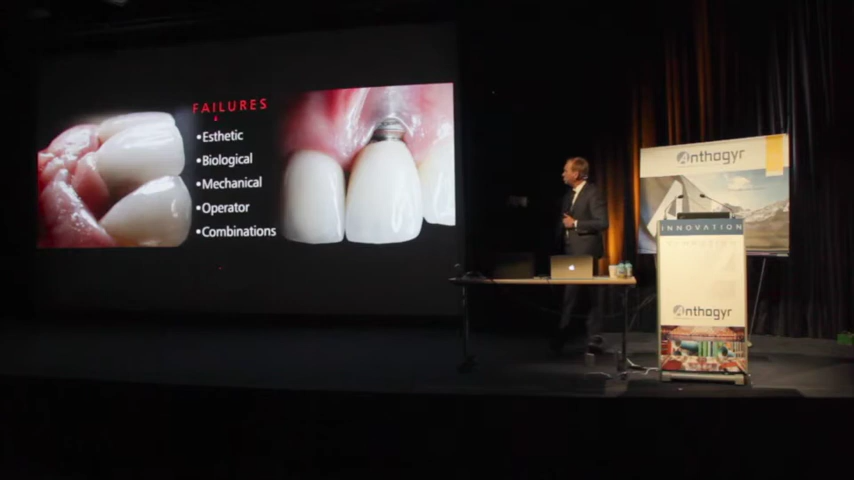 FAILURES
•Esthetic
•Biological
•Mechanical
•Operator
•Combinations
Anthogyr
INNOVATION
Anthogyr